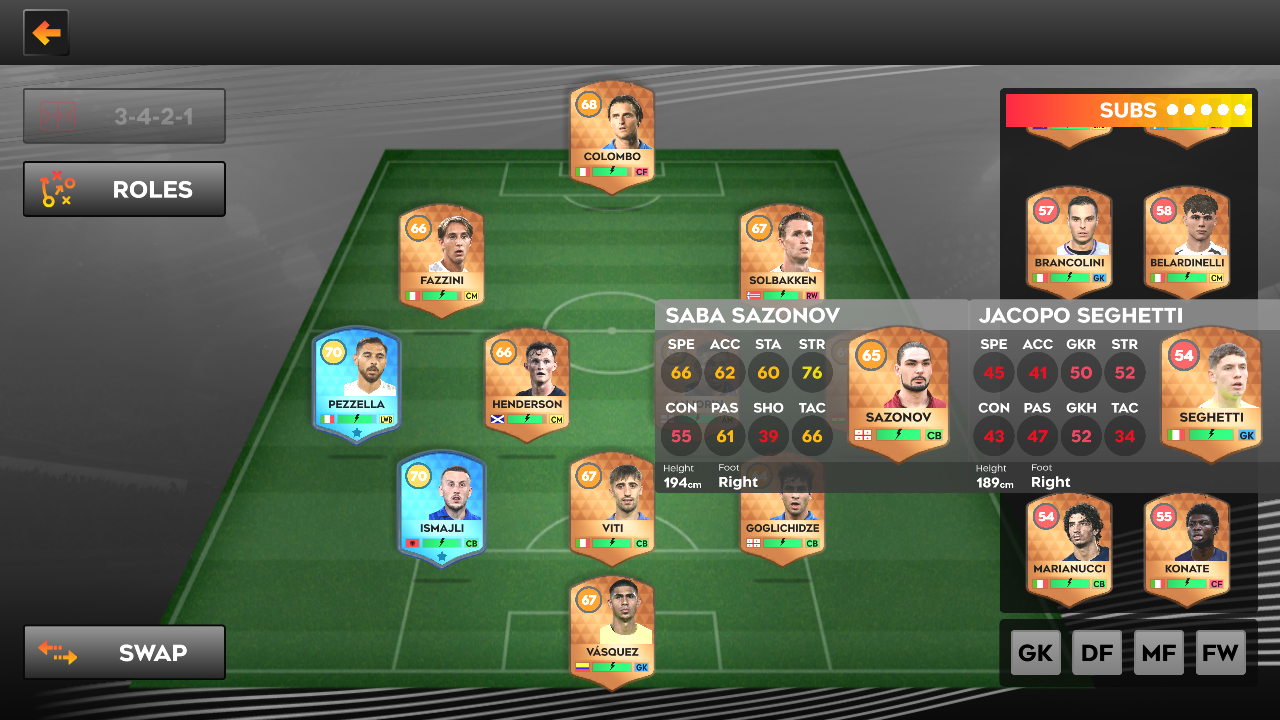 3-4-2-1
ROLES
SUBS
68
COLOMBO
CF
57
BRANCOLINI
GK
58
BELARDINELLI
CM
66
FAZZINI
CM
67
SOLBAKKEN
RW
SABA SAZONOV
SPE ACC STA STR
66 62 60 76
CON PAS SHO TAC
55 61 39 66
Height Foot
194cm Right
65
SAZONOV
CB
JACOPO SEGHETTI
SPE ACC GKR STR
45 41 50 52
CON PAS GKH TAC
43 47 52 34
Height Foot
189cm Right
54
SEGHETTI
GK
70
PEZZELLA
LWB
66
HENDERSON
CM
70
ISMAJLI
CB
67
VITI
CB
GOGLICHIDZE
CB
54
MARIANUCCI
CB
55
KONATE
CF
67
VÁSQUEZ
GK
SWAP
GK DF MF FW